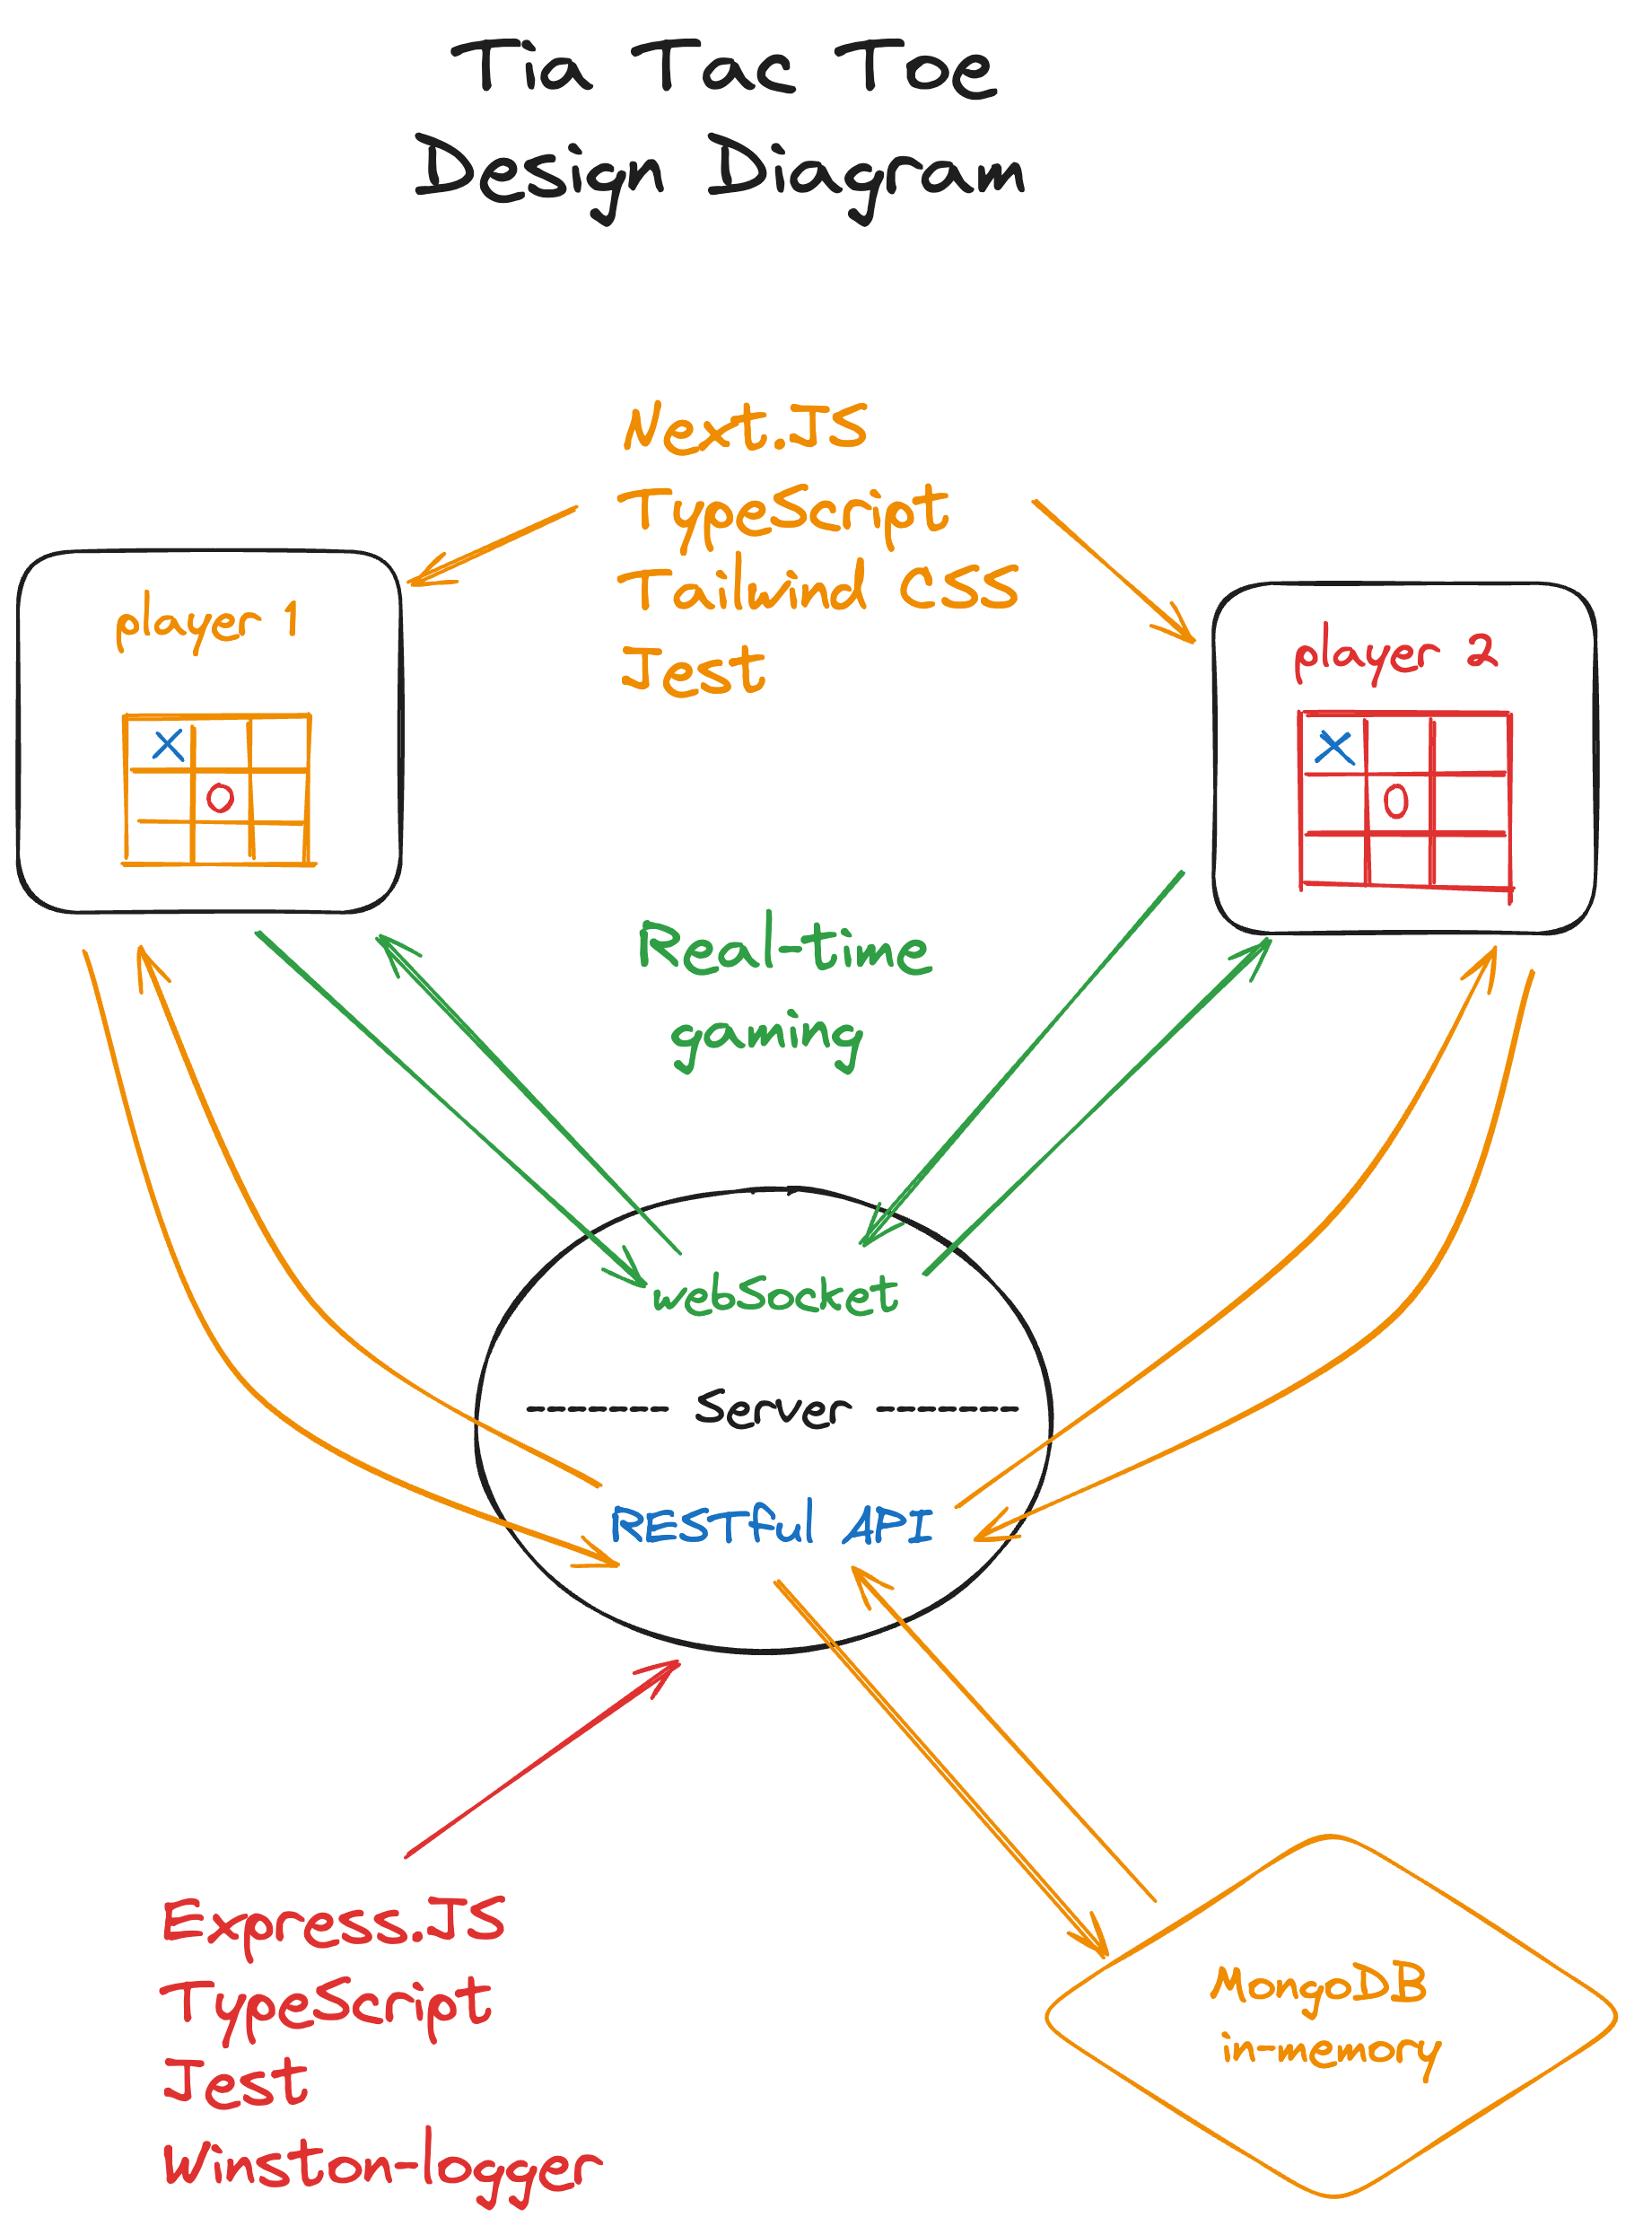 Tia Tac Toe
Design Diagram
Next.JS
TypeScript
Tailwind CSS
Jest
player 1
X
O
player 2
X
O
Real-time
gaming
webSocket
------- Server -------
RESTful API
Express.JS
TypeScript
Jest
Winston-logger
MongoDB
in-memory